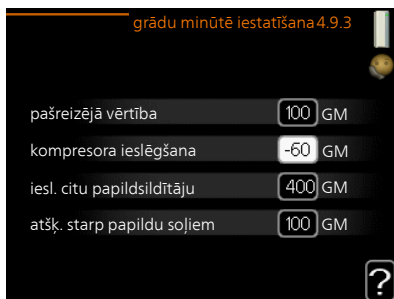 grādu minūtē iestatīšana 4.9.3
pašreizējā vērtība 100 GM
kompresora ieslēgšana -60 GM
iesl. citu papildsildītāju 400 GM
atšķ. starp papildu soļiem 100 GM
?